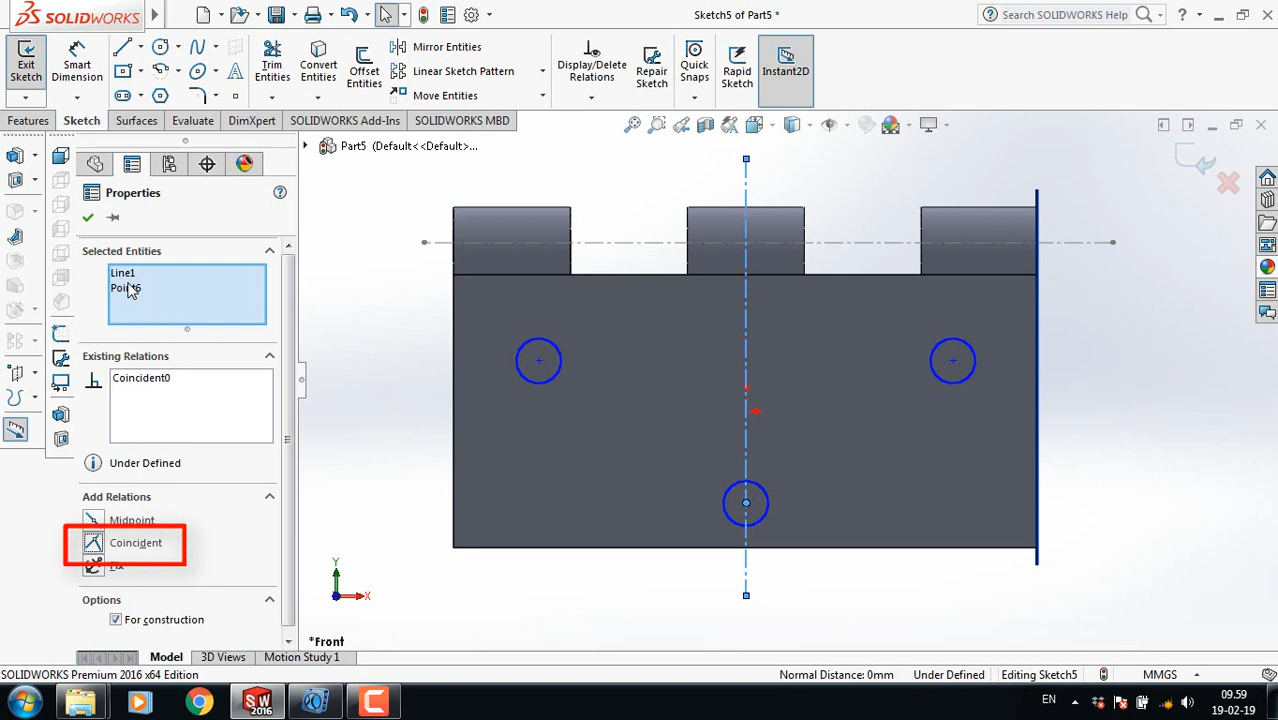 SOLIDWORKS
Sketch5 of Part5 *
Search SOLIDWORKS Help
Exit Sketch
Smart Dimension
Trim Entities
Convert Entities
Offset Entities
Mirror Entities
Linear Sketch Pattern
Move Entities
Display/Delete Relations
Repair Sketch
Quick Snaps
Rapid Sketch
Instant2D
Features
Sketch
Surfaces
Evaluate
DimXpert
SOLIDWORKS Add-Ins
SOLIDWORKS MBD
Part5 (Default<<Default>...
Properties
Selected Entities
Line1
Point6
Existing Relations
Coincident0
Under Defined
Add Relations
Midpoint
Coincident
Fix
Options
For construction
Y
X
*Front
Model
3D Views
Motion Study 1
SOLIDWORKS Premium 2016 x64 Edition
Normal Distance: 0mm
Under Defined
Editing Sketch5
MMGS
SW
2016
EN
09.59
19-02-19